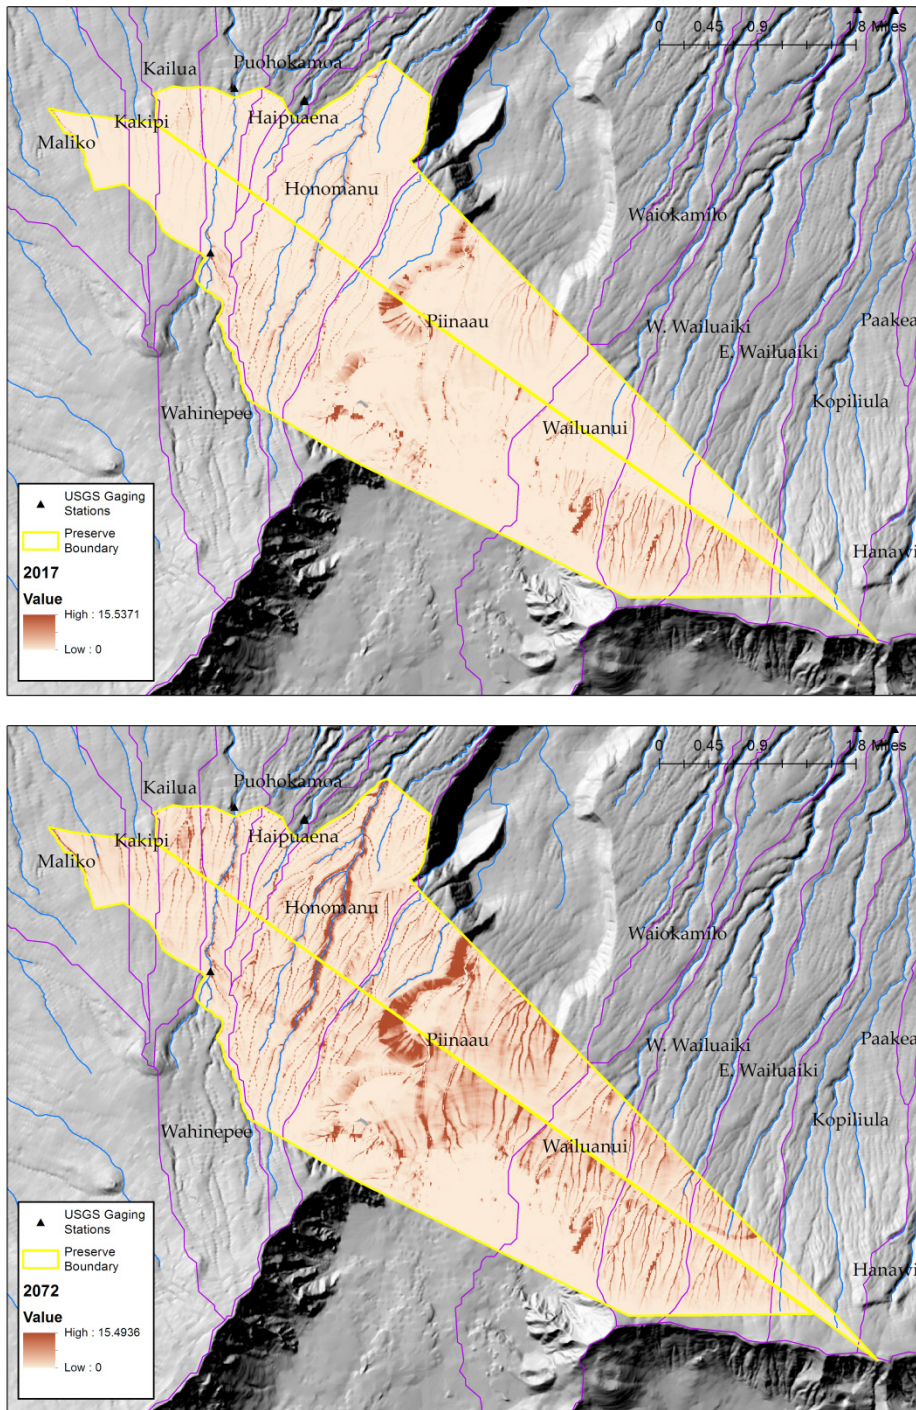 0 0.45 0.9 1.8 Miles
Kailua
Puohokamoa
Kakipi
Haipuaena
Maliko
Honomanu
Waiokamilo
Piinaau
W. Wailuaiki
Paakea
E. Wailuaiki
Wahinepee
Kopiliula
Wailuanui
Hanawi
USGS Gaging
Stations
Preserve
Boundary
2017
Value
High : 15.5371
Low : 0
0 0.45 0.9 1.8 Miles
Kailua
Puohokamoa
Kakipi
Haipuaena
Maliko
Honomanu
Waiokamilo
Piinaau
W. Wailuaiki
Paakea
E. Wailuaiki
Wahinepee
Kopiliula
Wailuanui
Hanawi
USGS Gaging
Stations
Preserve
Boundary
2072
Value
High : 15.4936
Low : 0